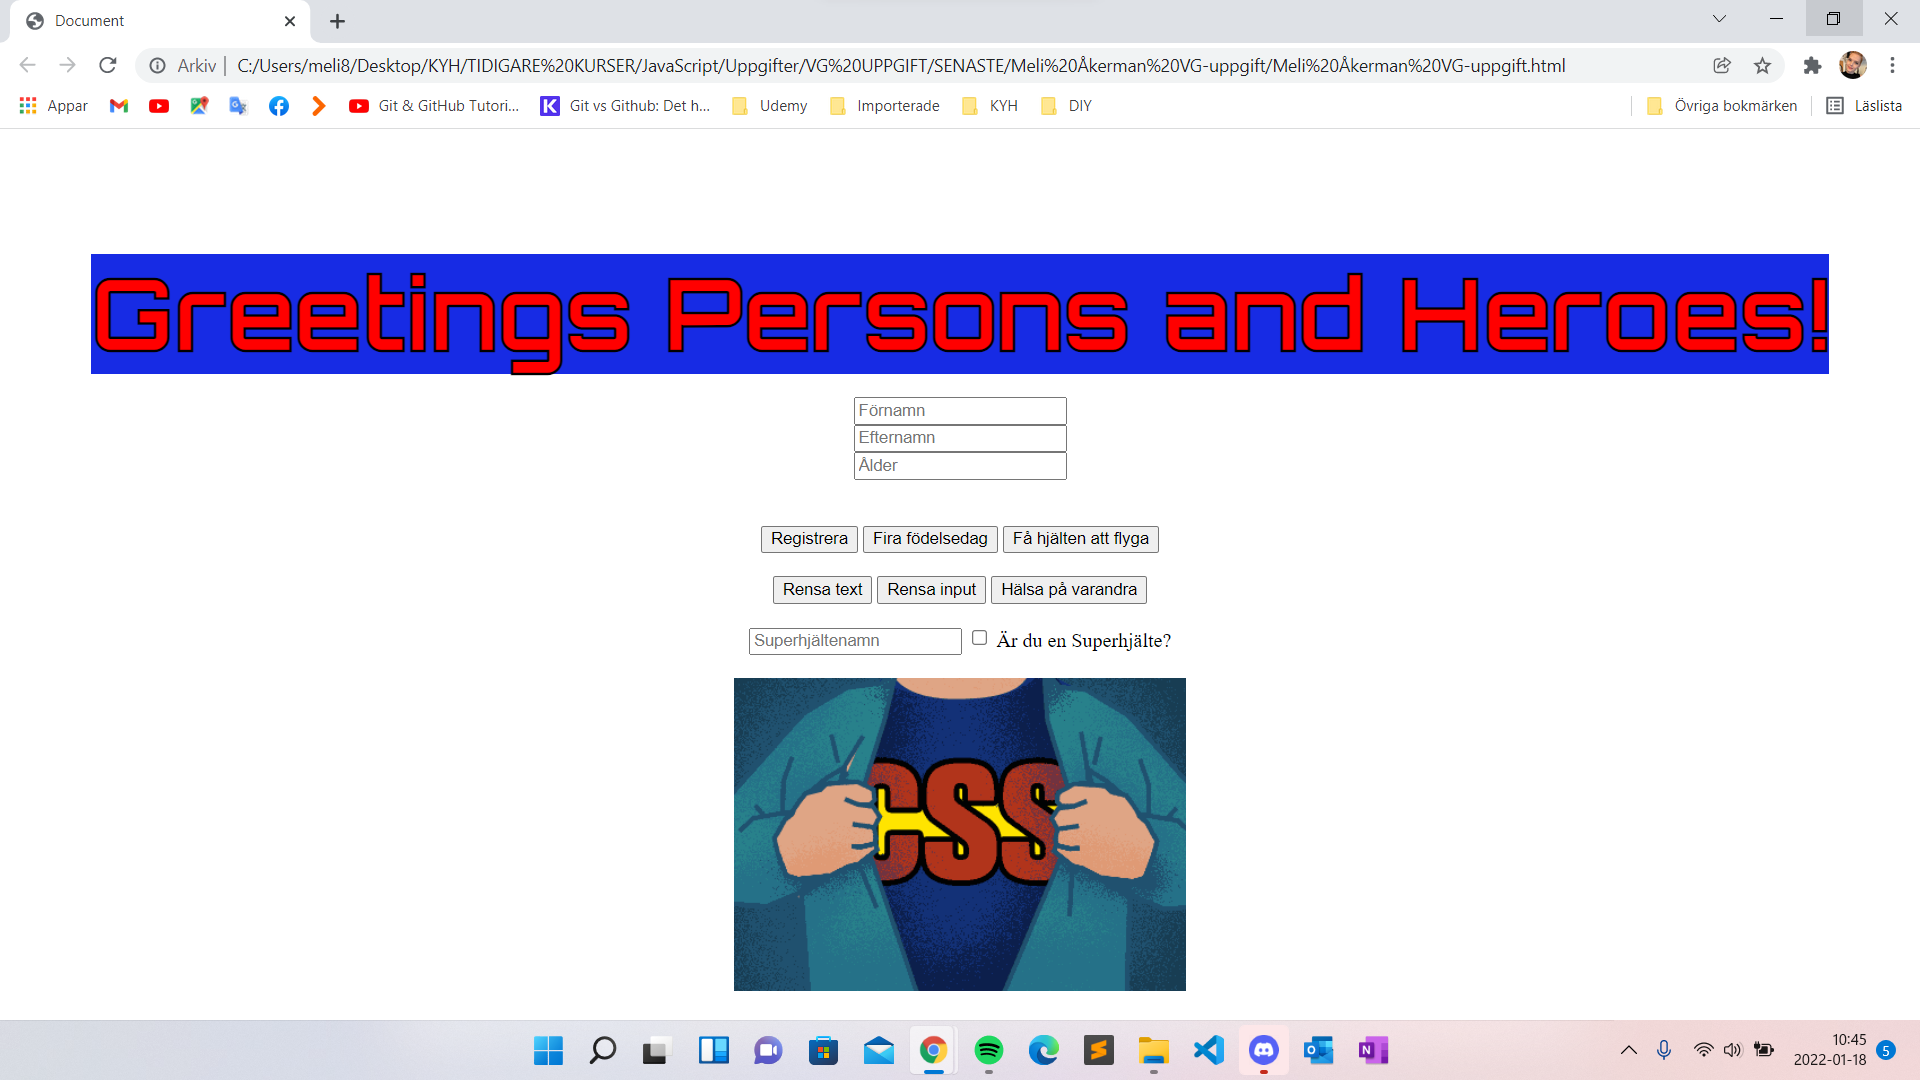 Document
Arkiv | C:/Users/meli8/Desktop/KYH/TIDIGARE%20KURSER/JavaScript/Uppgifter/VG%20UPPGIFT/SENASTE/Meli%20Åkerman%20VG-uppgift/Meli%20Åkerman%20VG-uppgift.html
Appar Git & GitHub Tutori... K Git vs Github: Det h... Udemy Importerade KYH DIY Övriga bokmärken Läslista
Greetings Persons and Heroes!
Förnamn
Efternamn
Ålder
Registrera Fira födelsedag Få hjälten att flyga
Rensa text Rensa input Hälsa på varandra
Superhjältenamn Är du en Superhjälte?
CSS
10:45
2022-01-18 5